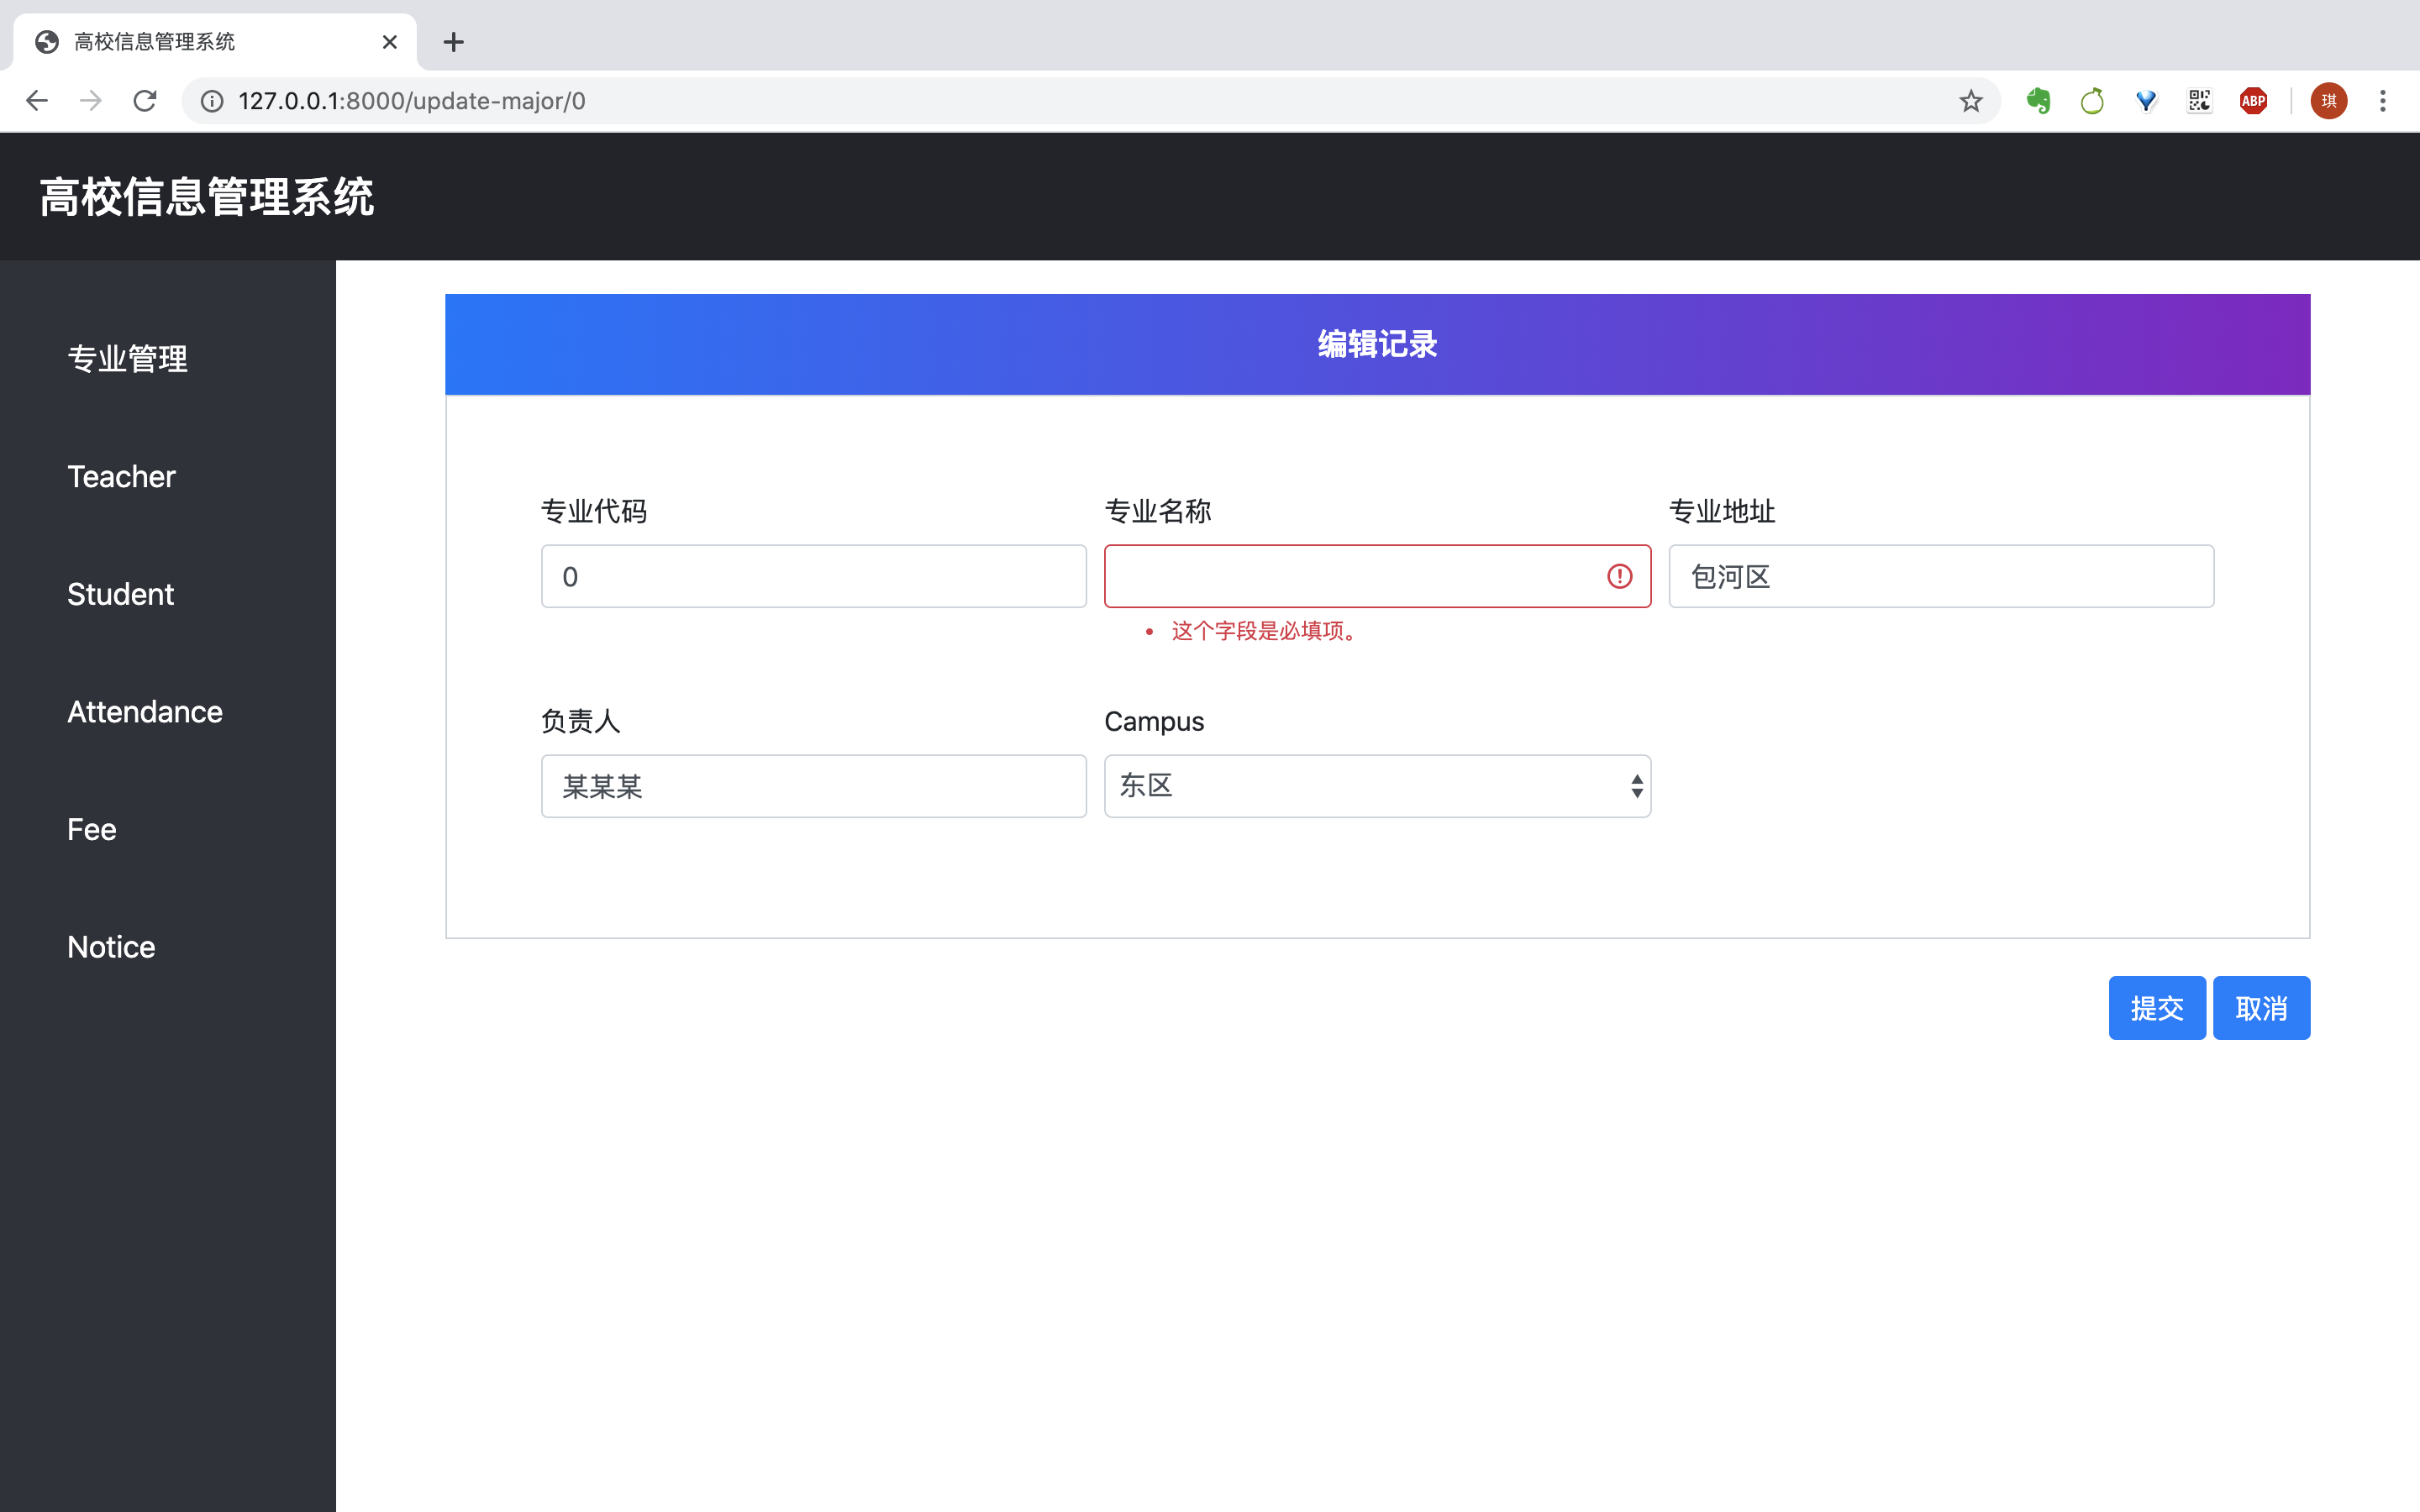 高校信息管理系统
127.0.0.1:8000/update-major/0
ABP
琪
高校信息管理系统
专业管理
Teacher
Student
Attendance
Fee
Notice
编辑记录
专业代码 专业名称 专业地址
0 包河区
这个字段是必填项。
负责人 Campus
某某某 东区
提交 取消